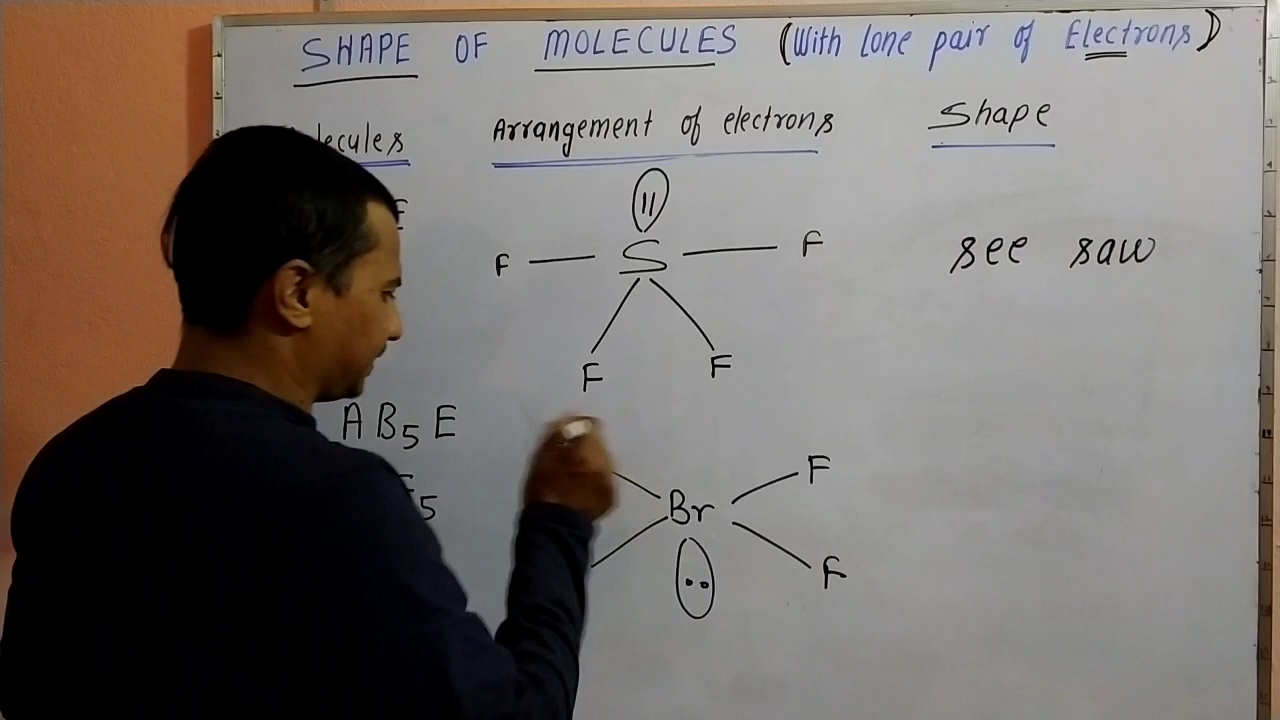 SHAPE OF MOLECULES (With lone pair of Electrons)
Arrangement of electrons
Shape
F S F
F F
see saw
AB5E
F
Br
F
5